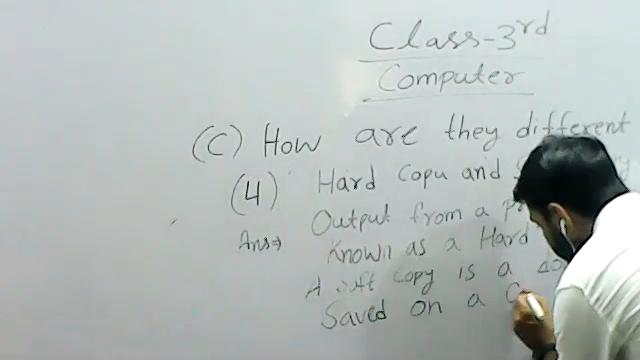 Class-3rd
Computer
(C) How are they different
(4) Hard Copu and
Ans⇒ Output from a
Known as a Hard
A soft copy is a
Saved on a